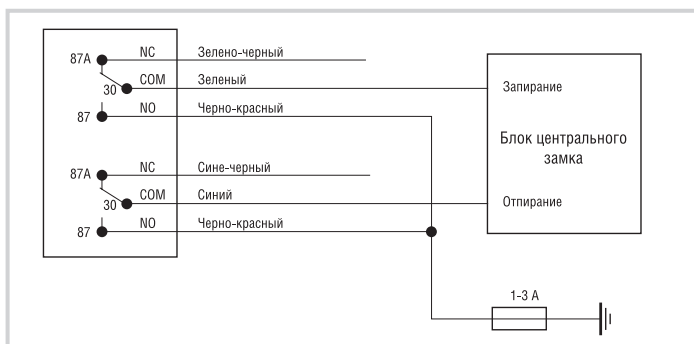 87A NC Зелено-черный
30 COM Зеленый
87 NO Черно-красный
87A NC Сине-черный
30 COM Синий
87 NO Черно-красный
Запирание
Блок центрального
замка
Отпирание
1-3 А